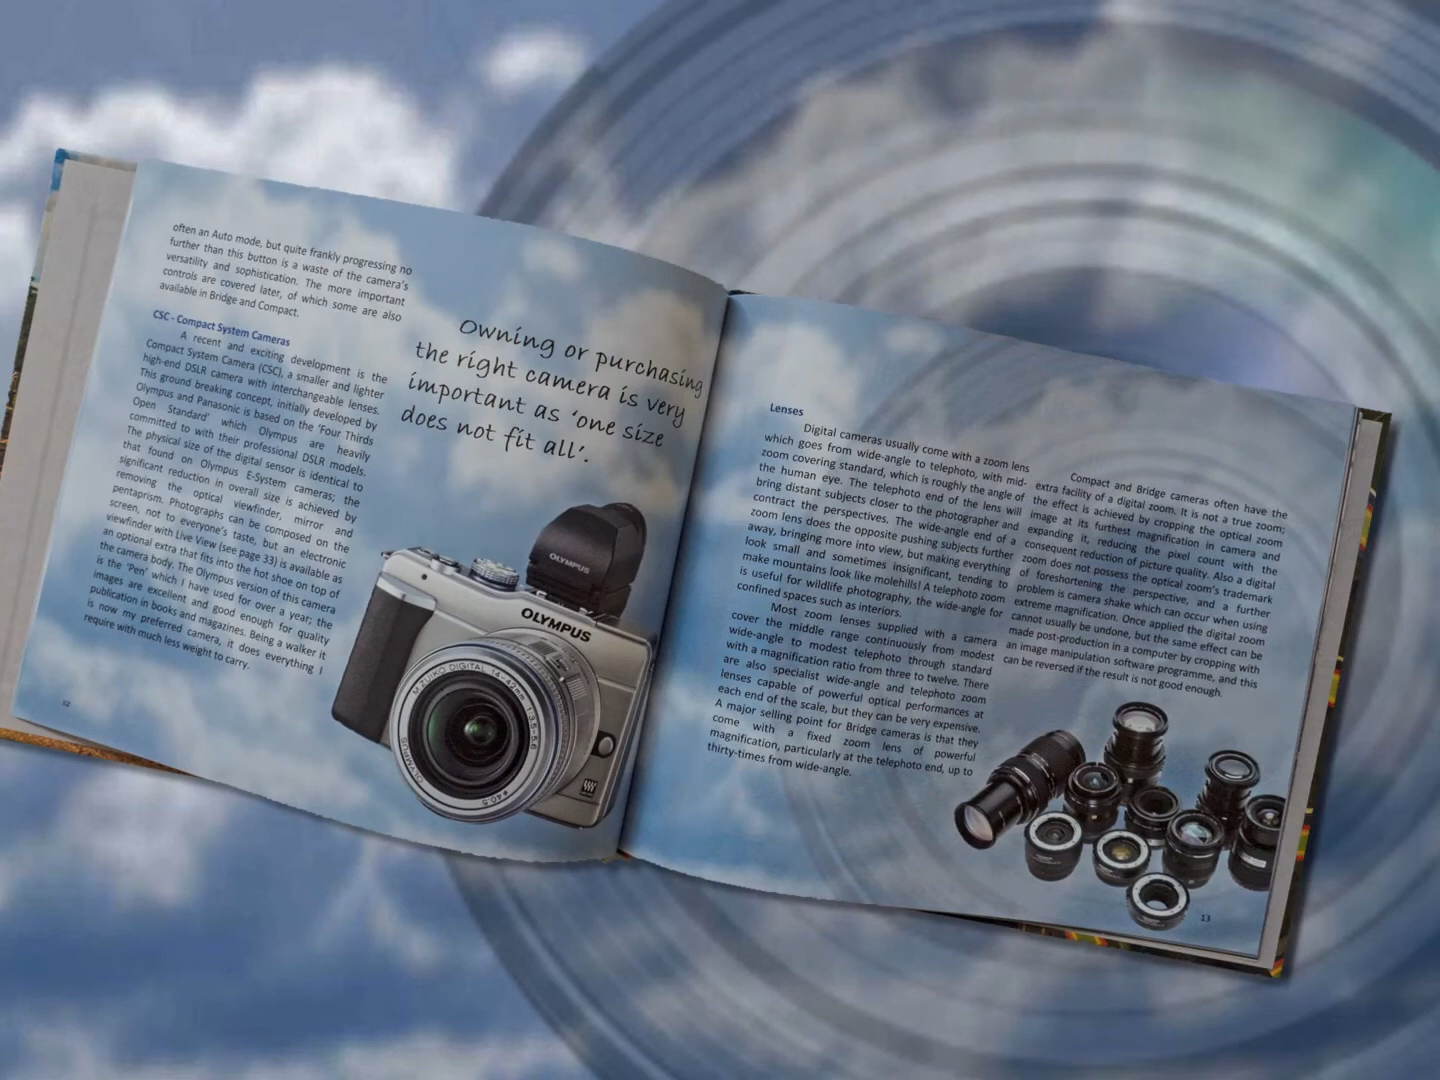 often an Auto mode, but quite frankly progressing no
further than this button is a waste of the camera's
versatility and sophistication. The more important
controls are covered later, of which some are also
available in Bridge and Compact.
CSC - Compact System Cameras
A recent and exciting development is the
Compact System Camera (CSC), a smaller and lighter
high-end DSLR camera with interchangeable lenses.
This ground breaking concept, initially developed by
Olympus and Panasonic is based on the 'Four Thirds
Open Standard' which Olympus are heavily
committed to with their professional DSLR models.
The physical size of the digital sensor is identical to
that found on Olympus E-System cameras; the
significant reduction in overall size is achieved by
removing the optical viewfinder, mirror and
pentaprism. Photographs can be composed on the
screen, not to everyone's taste, but an electronic
viewfinder with Live View (see page 33) is available as
an optional extra that fits into the hot shoe on top of
the camera body. The Olympus version of this camera
is the 'Pen' which I have used for over a year; the
images are excellent and good enough for quality
publication in books and magazines. Being a walker it
is now my preferred camera, it does everything I
require with much less weight to carry.
12
Owning or purchasing
the right camera is very
important as 'one size
does not fit all'.
OLYMPUS
OLYMPUS
M.ZUIKO DIGITAL 14-42mm 1:3.5-5.6
OLYMPUS
ø40.5
Lenses
Digital cameras usually come with a zoom lens
which goes from wide-angle to telephoto, with mid-
zoom covering standard, which is roughly the angle of
the human eye. The telephoto end of the lens will
bring distant subjects closer to the photographer and
contract the perspectives. The wide-angle end of a
zoom lens does the opposite pushing subjects further
away, bringing more into view, but making everything
look small and sometimes insignificant, tending to
make mountains look like molehills! A telephoto zoom
is useful for wildlife photography, the wide-angle for
confined spaces such as interiors.
Most zoom lenses supplied with a camera
cover the middle range continuously from modest
wide-angle to modest telephoto through standard
with a magnification ratio from three to twelve. There
are also specialist wide-angle and telephoto zoom
lenses capable of powerful optical performances at
each end of the scale, but they can be very expensive.
A major selling point for Bridge cameras is that they
come with a fixed zoom lens of powerful
magnification, particularly at the telephoto end, up to
thirty-times from wide-angle.
Compact and Bridge cameras often have the
extra facility of a digital zoom. It is not a true zoom;
the effect is achieved by cropping the optical zoom
image at its furthest magnification in camera and
expanding it, reducing the pixel count with the
consequent reduction of picture quality. Also a digital
zoom does not possess the optical zoom's trademark
of foreshortening the perspective, and a further
problem is camera shake which can occur when using
extreme magnification. Once applied the digital zoom
cannot usually be undone, but the same effect can be
made post-production in a computer by cropping with
an image manipulation software programme, and this
can be reversed if the result is not good enough.
13